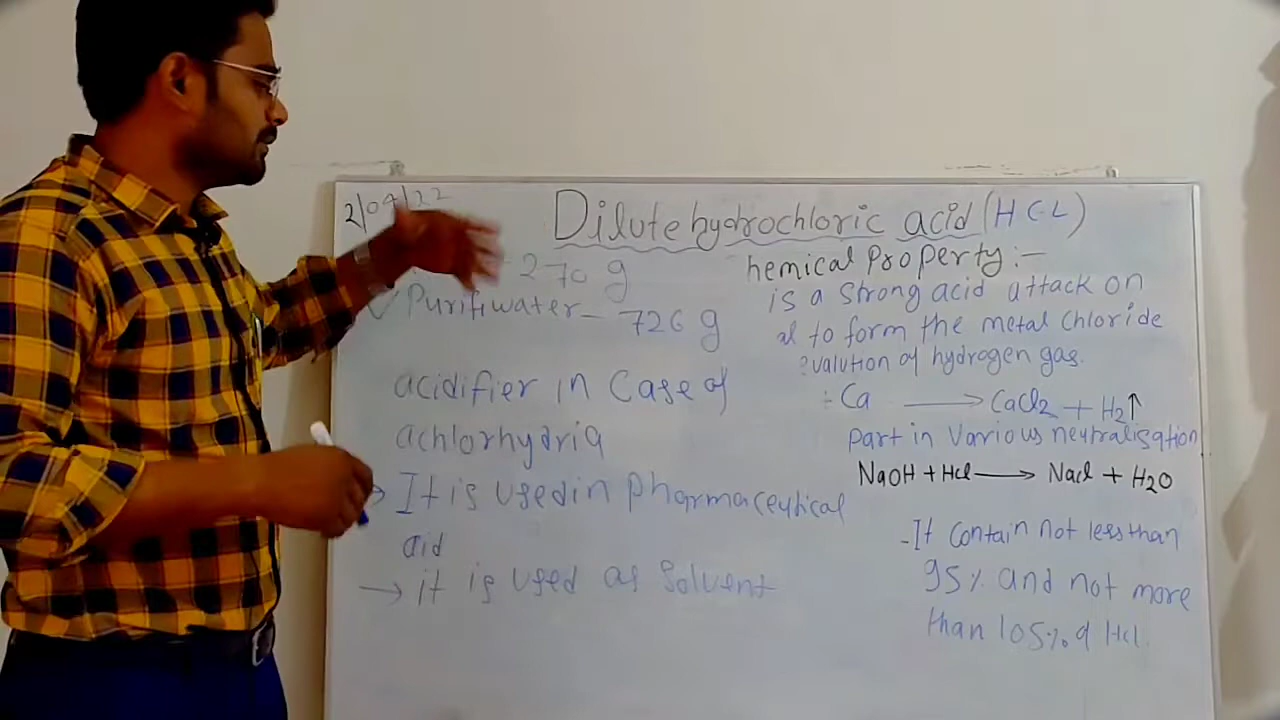 2/04/22
Dilute hydrochloric acid (HCL)
270 g
Purifiwater - 726 g
acidifier in Case of
achlorhydria
→ It is used in pharmaceutical
aid
→ it is used as Solvent
hemical Property :-
is a Strong acid attack on
al to form the metal Chloride
valution of hydrogen gas.
+ Ca → CaCl2 + H2↑
part in Various neutralisation
NaOH + HCl → NaCl + H2O
- It Contain not less than
95% and not more
than 105% of HCl.